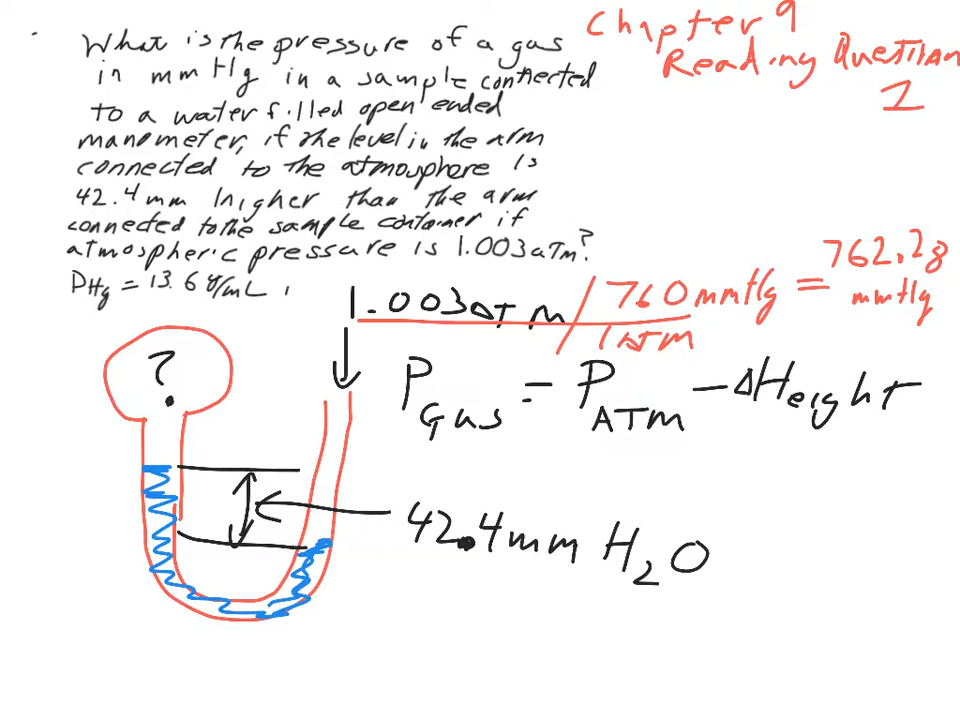 What is the pressure of a gas
in mmHg in a sample connected
to a water filled open ended
manometer, if the level in the arm
connected to the atmosphere is
42.4mm higher than the arm
connected to the sample container if
atmospheric pressure is 1.003aTm?
DHg = 13.6g/mL,
Chapter 9
Reading Question
1
1.003ATM / 760mmHg = 762.28
1ATM mmHg
?
PGas = PATM - ΔHeight
42.4mm H2O